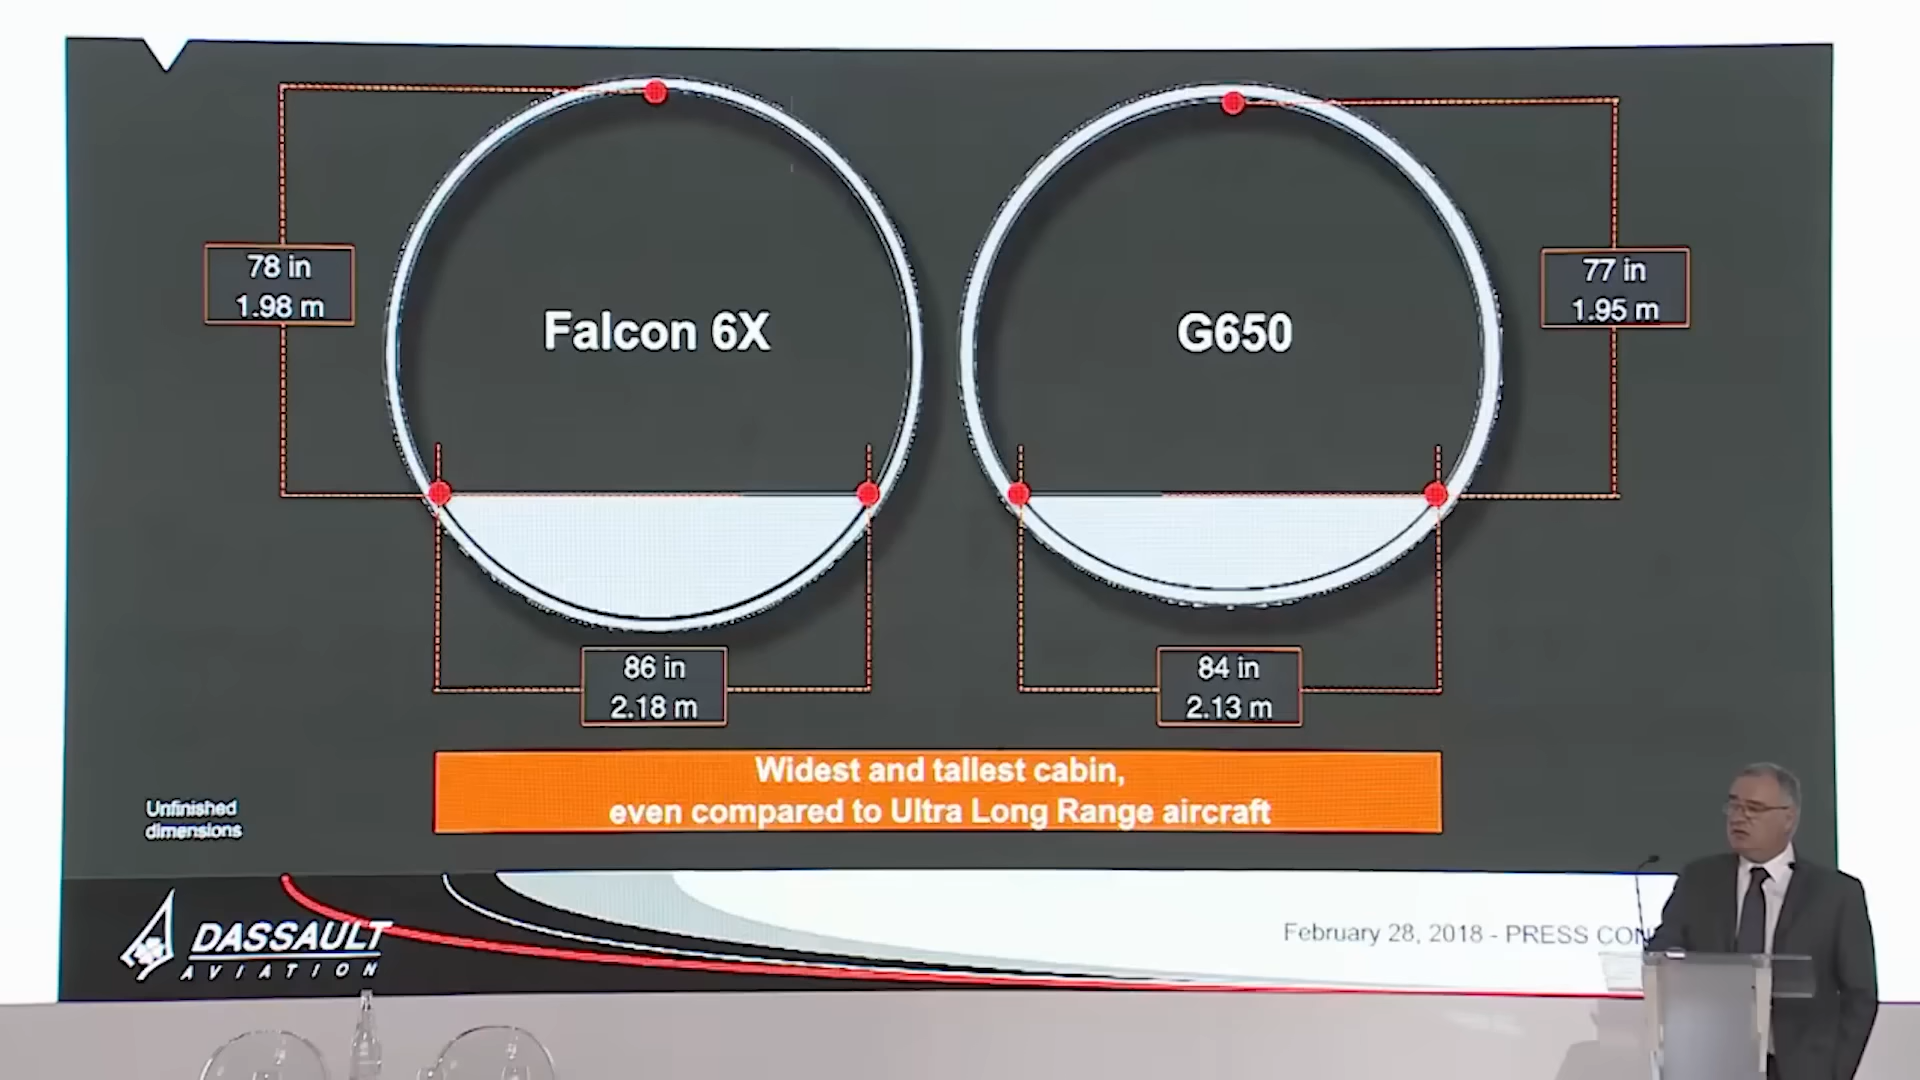 78 in
1.98 m
Falcon 6X
G650
77 in
1.95 m
86 in
2.18 m
84 in
2.13 m
Widest and tallest cabin,
even compared to Ultra Long Range aircraft
Unfinished
dimensions
DASSAULT
AVIATION
February 28, 2018 - PRESS CON